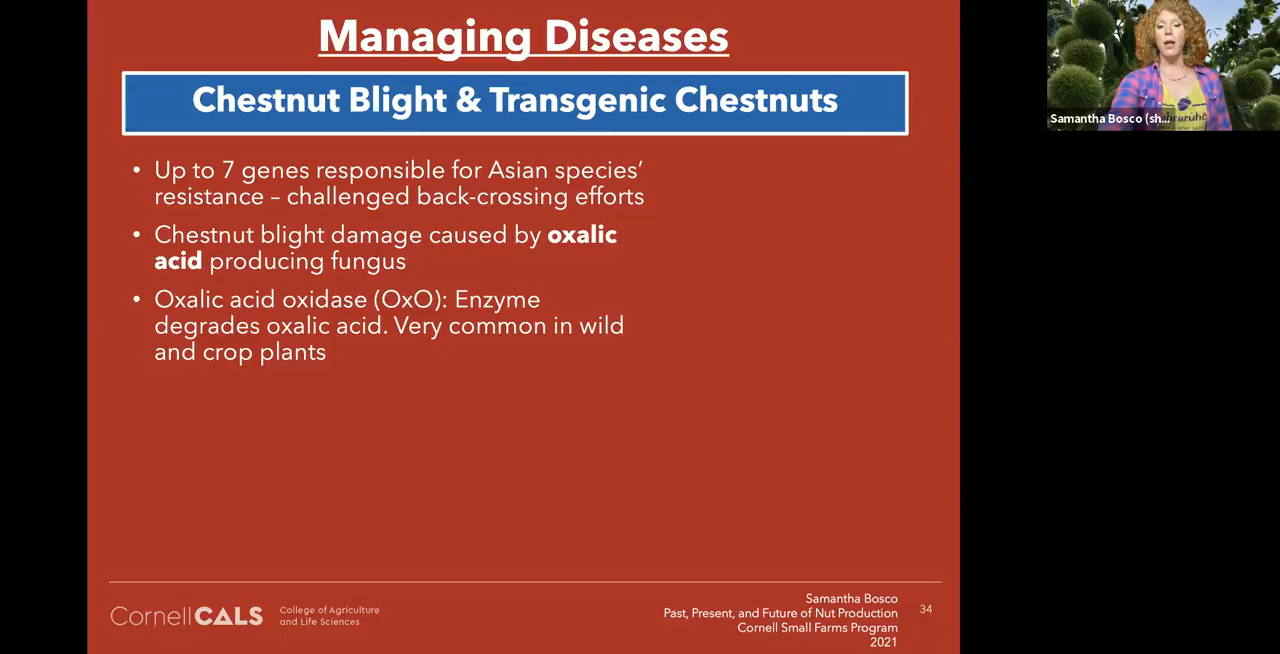 Managing Diseases
Chestnut Blight & Transgenic Chestnuts
• Up to 7 genes responsible for Asian species’
resistance – challenged back-crossing efforts
• Chestnut blight damage caused by oxalic
acid producing fungus
• Oxalic acid oxidase (OxO): Enzyme
degrades oxalic acid. Very common in wild
and crop plants
CornellCALS
College of Agriculture
and Life Sciences
Samantha Bosco
Past, Present, and Future of Nut Production
Cornell Small Farms Program
2021
34
Samantha Bosco (sh...